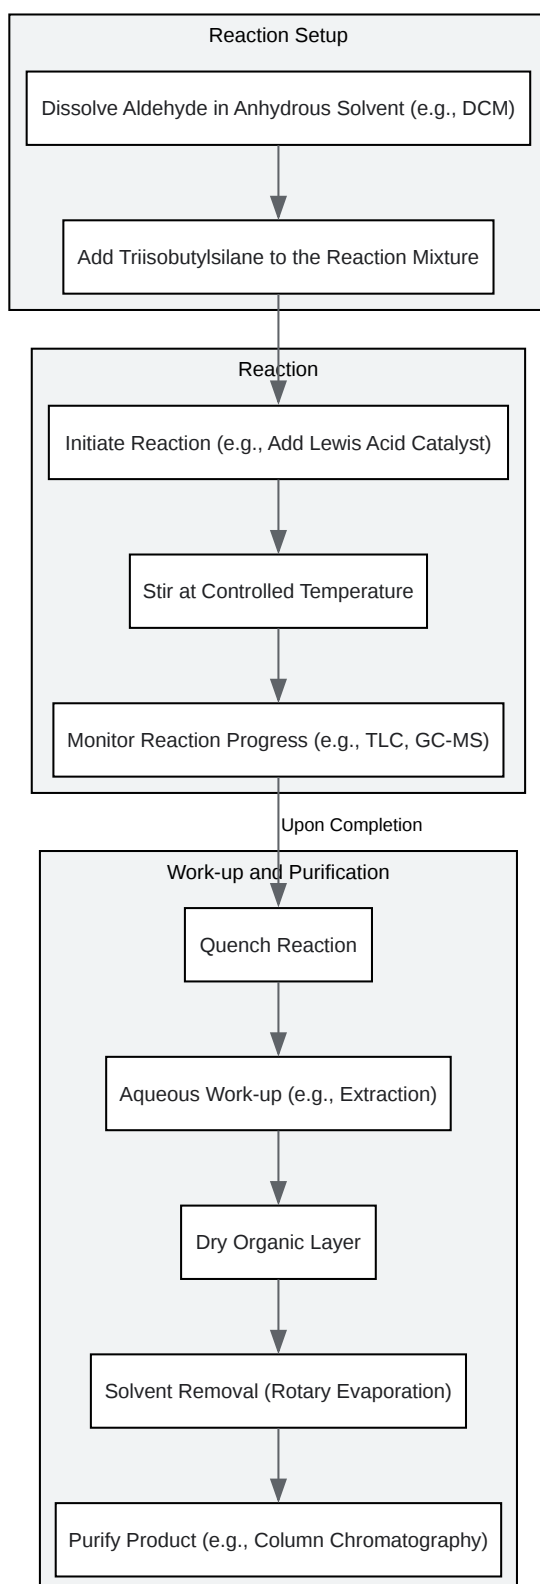 Reaction Setup
Dissolve Aldehyde in Anhydrous Solvent (e.g., DCM)
Add Triisobutylsilane to the Reaction Mixture
Reaction
Initiate Reaction (e.g., Add Lewis Acid Catalyst)
Stir at Controlled Temperature
Monitor Reaction Progress (e.g., TLC, GC-MS)
Upon Completion
Work-up and Purification
Quench Reaction
Aqueous Work-up (e.g., Extraction)
Dry Organic Layer
Solvent Removal (Rotary Evaporation)
Purify Product (e.g., Column Chromatography)